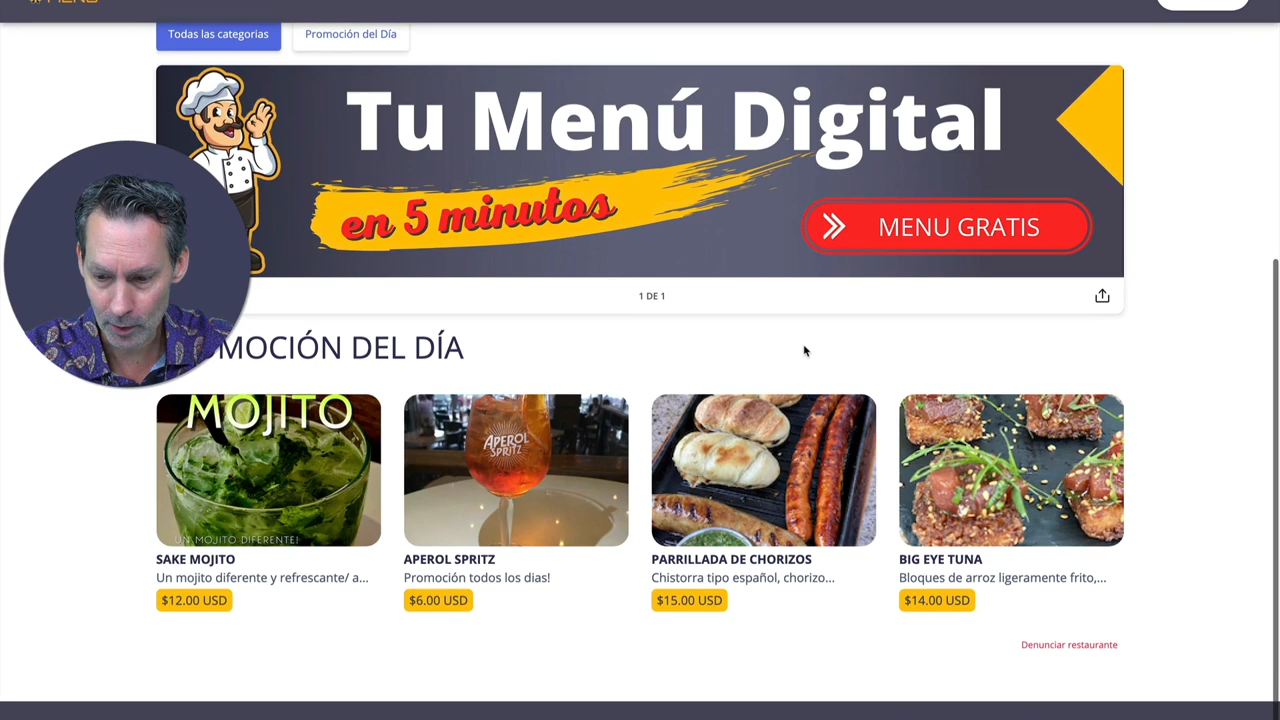 Todas las categorias
Promoción del Día
Tu Menú Digital
en 5 minutos
MENU GRATIS
1 DE 1
MOCIÓN DEL DÍA
MOJITO
UN MOJITO DIFERENTE!
APEROL
SPRITZ
SAKE MOJITO
Un mojito diferente y refrescante/ a...
$12.00 USD
APEROL SPRITZ
Promoción todos los dias!
$6.00 USD
PARRILLADA DE CHORIZOS
Chistorra tipo español, chorizo...
$15.00 USD
BIG EYE TUNA
Bloques de arroz ligeramente frito,...
$14.00 USD
Denunciar restaurante